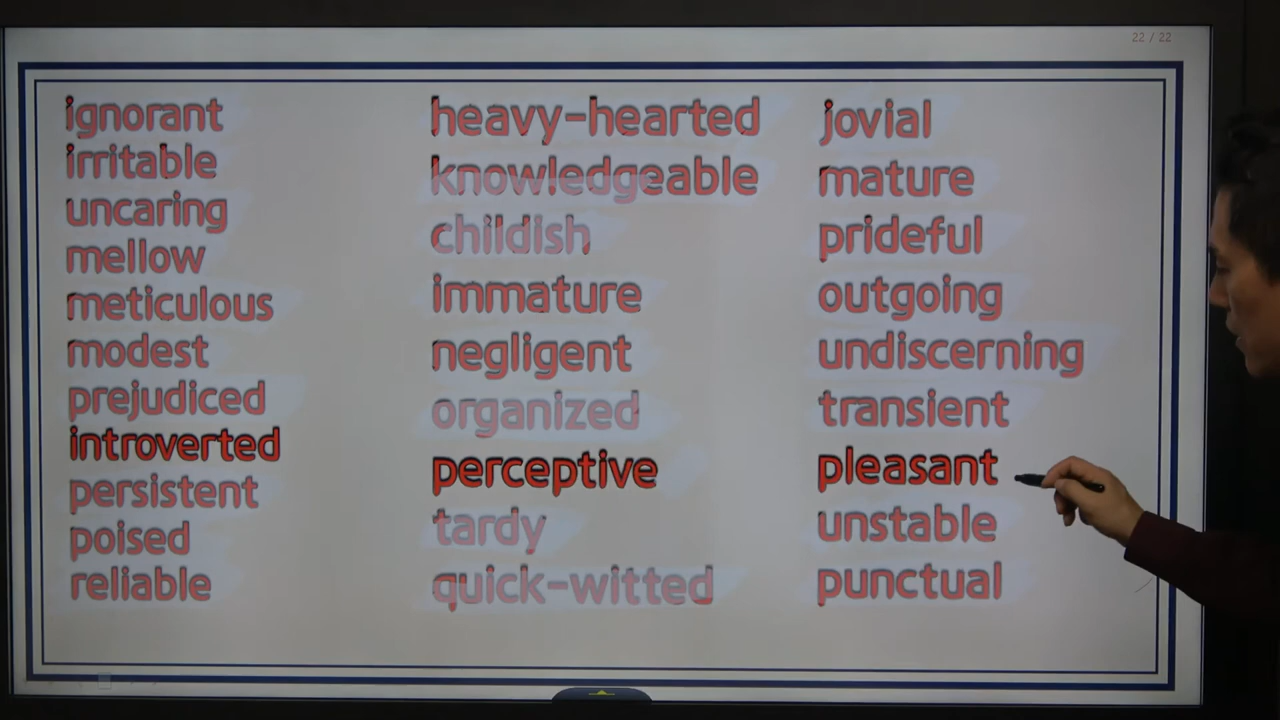 22 / 22
ignorant
irritable
uncaring
mellow
meticulous
modest
prejudiced
introverted
persistent
poised
reliable
heavy-hearted
knowledgeable
childish
immature
negligent
organized
perceptive
tardy
quick-witted
jovial
mature
prideful
outgoing
undiscerning
transient
pleasant
unstable
punctual